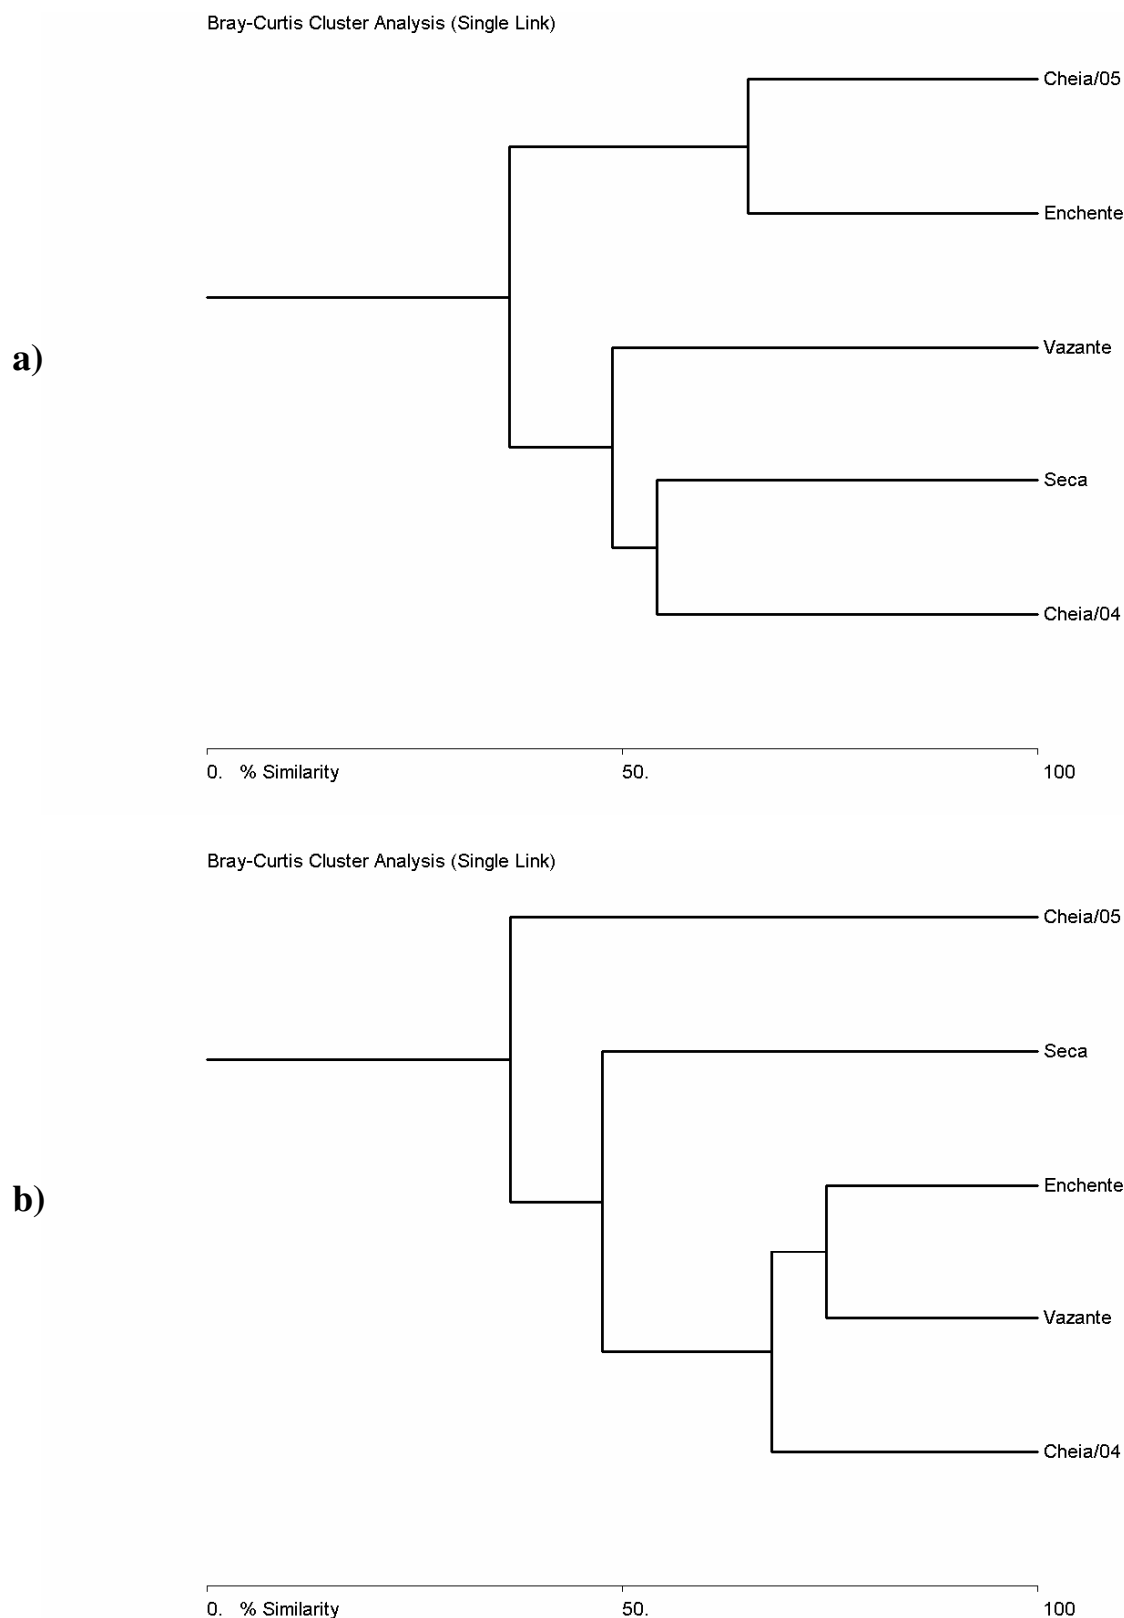 Bray-Curtis Cluster Analysis (Single Link)
Cheia/05
Enchente
Vazante
a)
Seca
Cheia/04
0. % Similarity 50. 100
Bray-Curtis Cluster Analysis (Single Link)
Cheia/05
Seca
Enchente
b)
Vazante
Cheia/04
0. % Similarity 50. 100